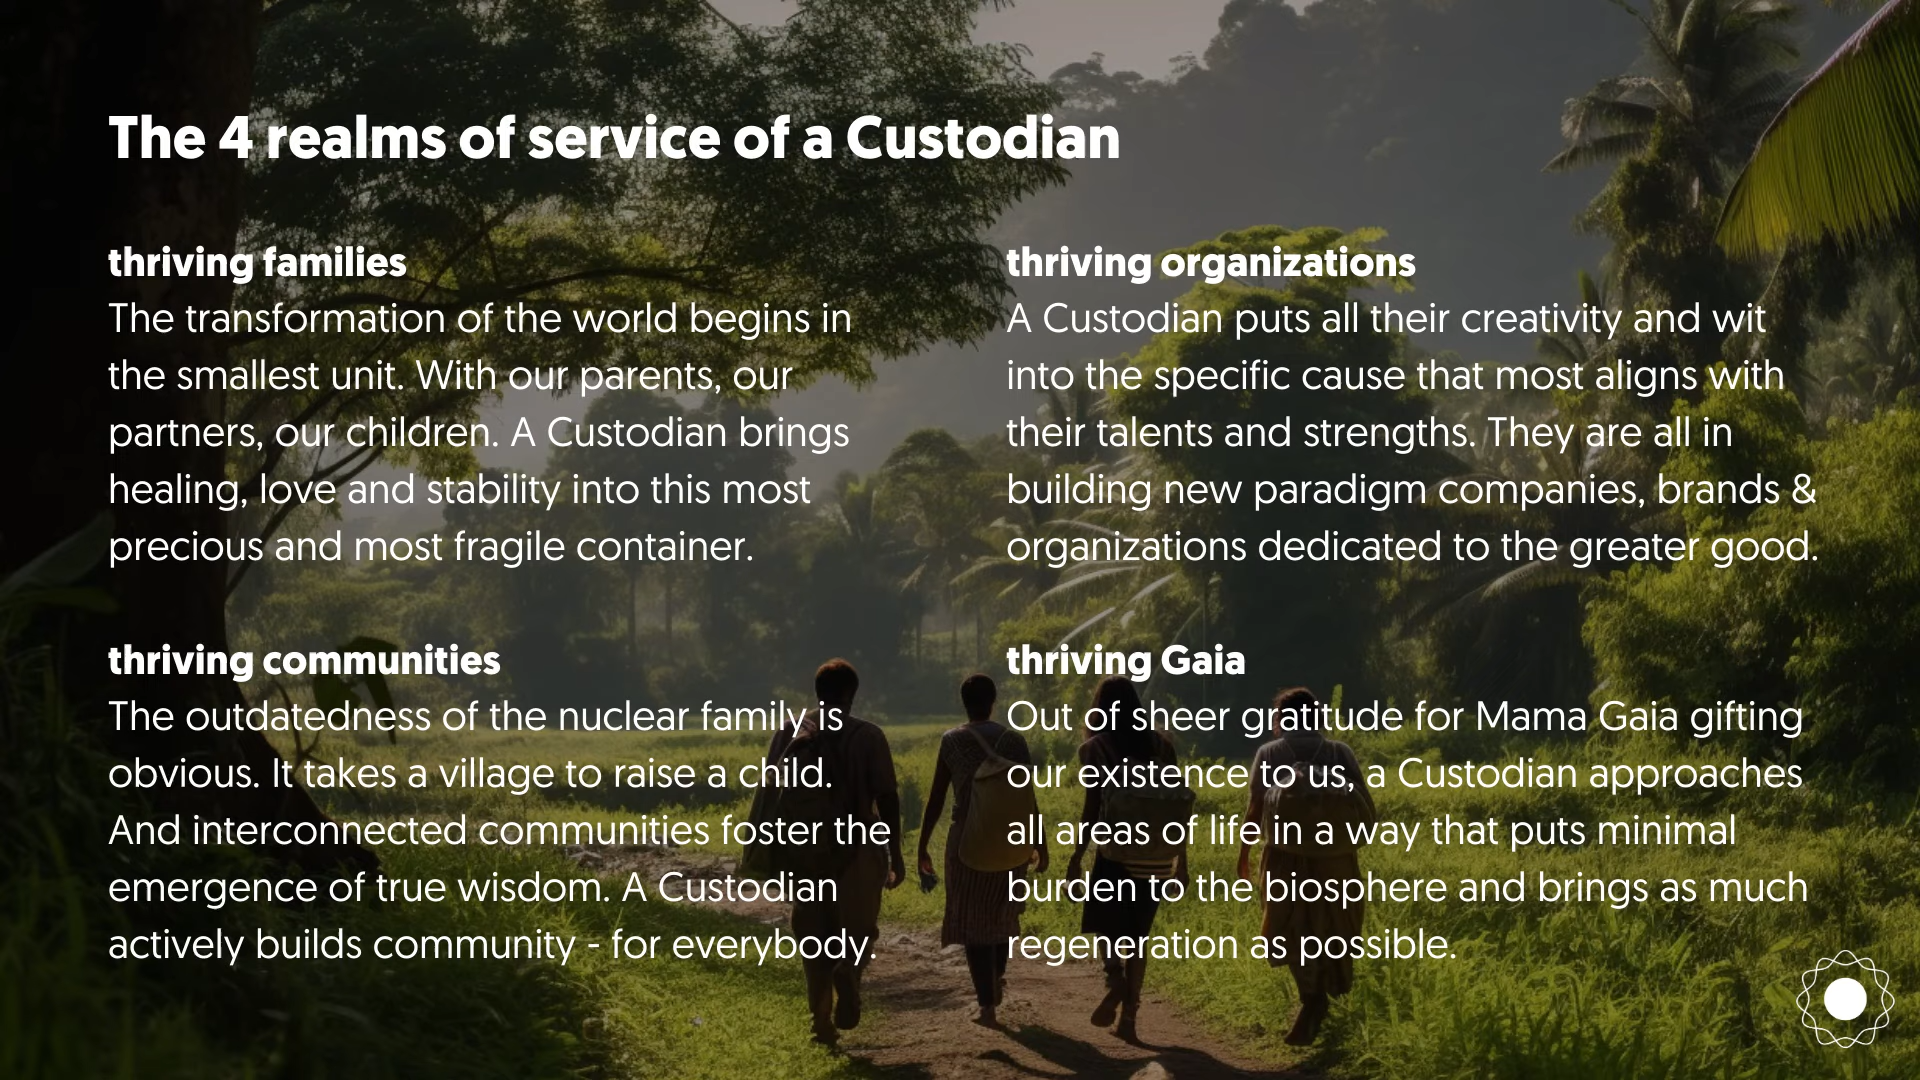 The 4 realms of service of a Custodian
thriving families
The transformation of the world begins in
the smallest unit. With our parents, our
partners, our children. A Custodian brings
healing, love and stability into this most
precious and most fragile container.
thriving communities
The outdatedness of the nuclear family is
obvious. It takes a village to raise a child.
And interconnected communities foster the
emergence of true wisdom. A Custodian
actively builds community - for everybody.
thriving organizations
A Custodian puts all their creativity and wit
into the specific cause that most aligns with
their talents and strengths. They are all in
building new paradigm companies, brands &
organizations dedicated to the greater good.
thriving Gaia
Out of sheer gratitude for Mama Gaia gifting
our existence to us, a Custodian approaches
all areas of life in a way that puts minimal
burden to the biosphere and brings as much
regeneration as possible.